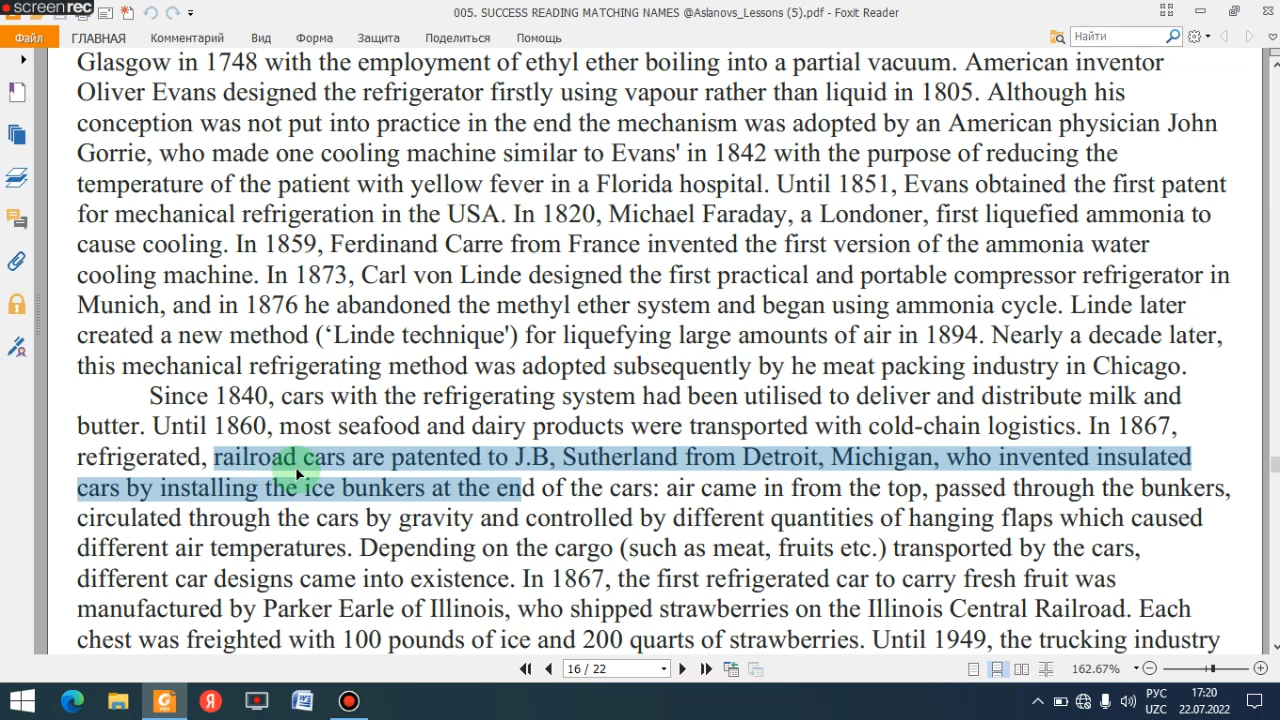 screenrec
005. SUCCESS READING MATCHING NAMES @Aslanovs_Lessons (5).pdf - Foxit Reader
Файл ГЛАВНАЯ Комментарий Вид Форма Защита Поделиться Помощь Найти
Glasgow in 1748 with the employment of ethyl ether boiling into a partial vacuum. American inventor
Oliver Evans designed the refrigerator firstly using vapour rather than liquid in 1805. Although his
conception was not put into practice in the end the mechanism was adopted by an American physician John
Gorrie, who made one cooling machine similar to Evans' in 1842 with the purpose of reducing the
temperature of the patient with yellow fever in a Florida hospital. Until 1851, Evans obtained the first patent
for mechanical refrigeration in the USA. In 1820, Michael Faraday, a Londoner, first liquefied ammonia to
cause cooling. In 1859, Ferdinand Carre from France invented the first version of the ammonia water
cooling machine. In 1873, Carl von Linde designed the first practical and portable compressor refrigerator in
Munich, and in 1876 he abandoned the methyl ether system and began using ammonia cycle. Linde later
created a new method (‘Linde technique') for liquefying large amounts of air in 1894. Nearly a decade later,
this mechanical refrigerating method was adopted subsequently by he meat packing industry in Chicago.
Since 1840, cars with the refrigerating system had been utilised to deliver and distribute milk and
butter. Until 1860, most seafood and dairy products were transported with cold-chain logistics. In 1867,
refrigerated, railroad cars are patented to J.B, Sutherland from Detroit, Michigan, who invented insulated
cars by installing the ice bunkers at the end of the cars: air came in from the top, passed through the bunkers,
circulated through the cars by gravity and controlled by different quantities of hanging flaps which caused
different air temperatures. Depending on the cargo (such as meat, fruits etc.) transported by the cars,
different car designs came into existence. In 1867, the first refrigerated car to carry fresh fruit was
manufactured by Parker Earle of Illinois, who shipped strawberries on the Illinois Central Railroad. Each
chest was freighted with 100 pounds of ice and 200 quarts of strawberries. Until 1949, the trucking industry
16 / 22 162.67%
РУС 17:20
UZC 22.07.2022